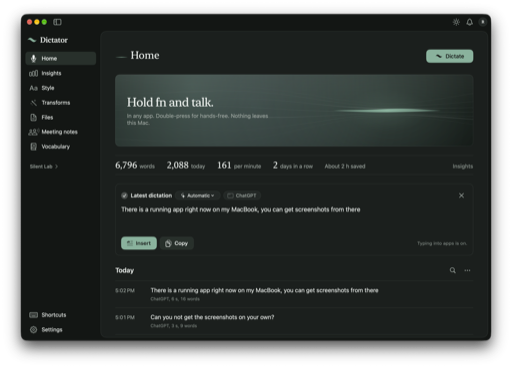 Dictator
Home
Insights
Style
Transforms
Files
Meeting notes
Vocabulary
Silent Lab
Shortcuts
Settings
Home
Dictate
Hold fn and talk.
In any app. Double-press for hands-free. Nothing leaves
this Mac.
6,796 words 2,088 today 161 per minute 2 days in a row About 2 h saved Insights
Latest dictation Automatic ChatGPT
There is a running app right now on my MacBook, you can get screenshots from there
Insert Copy Typing into apps is on.
Today
5:02 PM There is a running app right now on my MacBook, you can get screenshots from there
ChatGPT, 6 s, 16 words
5:01 PM Can you not get the screenshots on your own?
ChatGPT, 3 s, 9 words